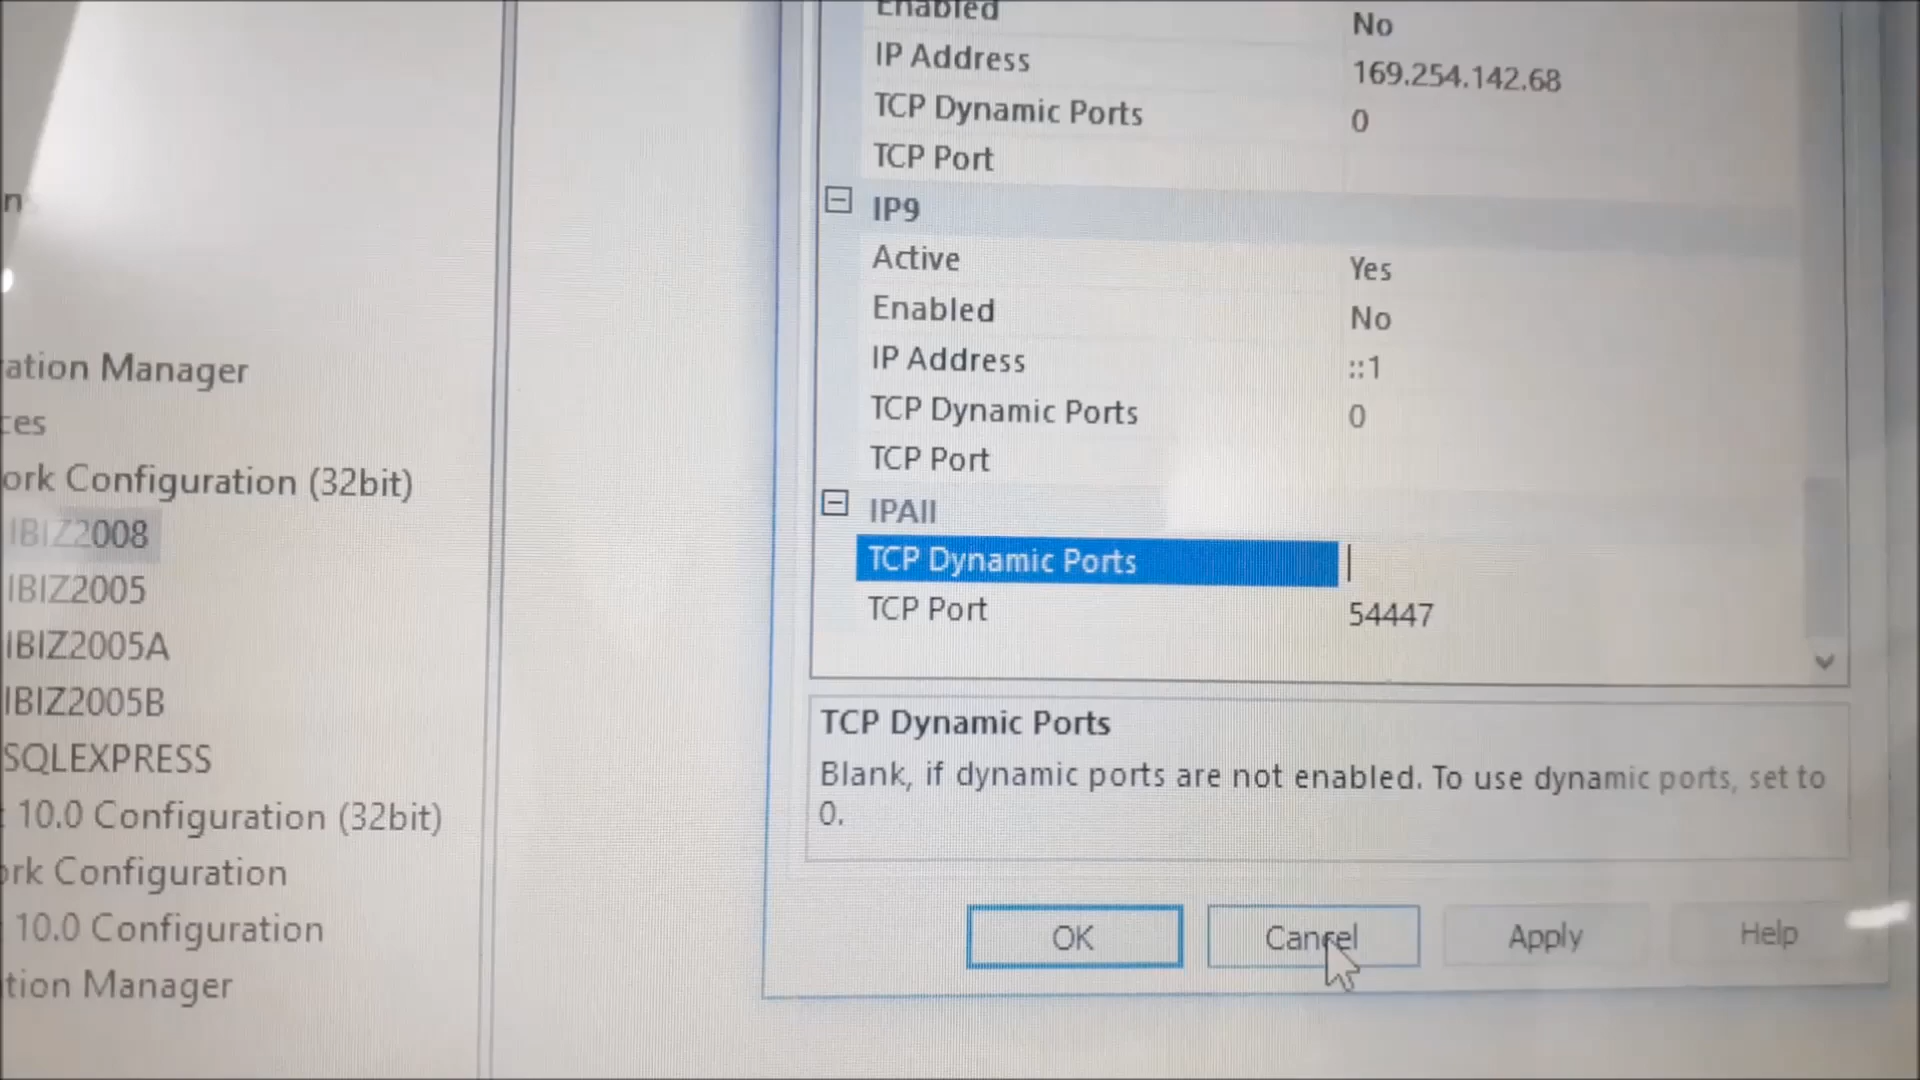 n
ation Manager
ces
ork Configuration (32bit)
IBIZ2008
IBIZ2005
IBIZ2005A
IBIZ2005B
SQLEXPRESS
t 10.0 Configuration (32bit)
ork Configuration
10.0 Configuration
tion Manager
Enabled No
IP Address 169.254.142.68
TCP Dynamic Ports 0
TCP Port
IP9
Active Yes
Enabled No
IP Address ::1
TCP Dynamic Ports 0
TCP Port
IPAll
TCP Dynamic Ports
TCP Port 54447
TCP Dynamic Ports
Blank, if dynamic ports are not enabled. To use dynamic ports, set to
0.
OK Cancel Apply Help